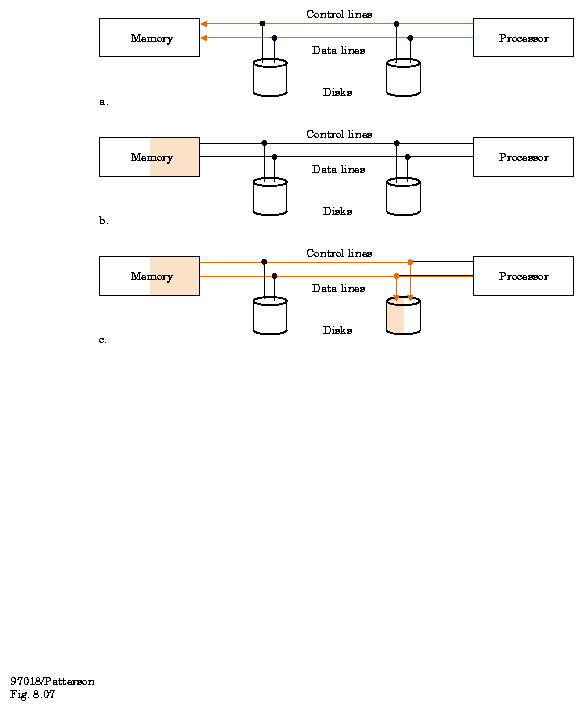 Control lines
Memory
Processor
Data lines
Disks
a.
Control lines
Memory
Processor
Data lines
Disks
b.
Control lines
Memory
Processor
Data lines
Disks
c.
97018/Patterson
Fig. 8.07